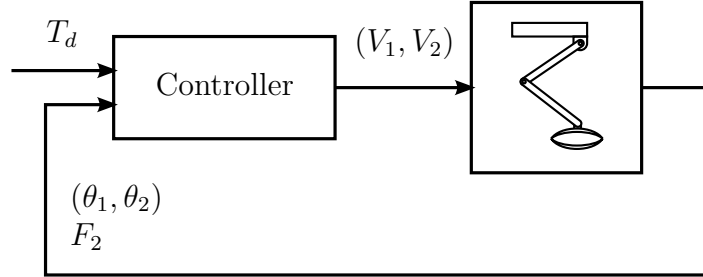 T_d
(V_1, V_2)
Controller
(θ_1, θ_2)
F_2